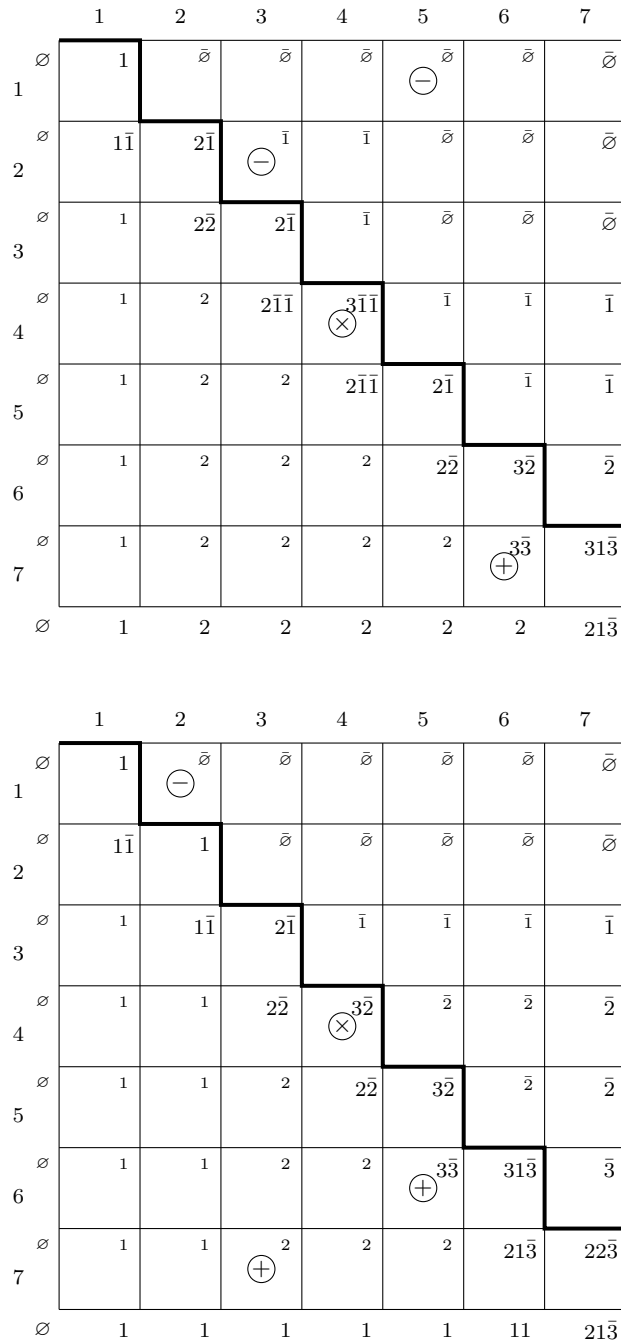 1 2 3 4 5 6 7
∅ 1 ∅̄ ∅̄ ∅̄ ∅̄ ∅̄ ∅̄
1 ⊖
∅ 11̄ 21̄ 1̄ 1̄ ∅̄ ∅̄ ∅̄
2 ⊖
∅ 1 22̄ 21̄ 1̄ ∅̄ ∅̄ ∅̄
3
∅ 1 2 21̄1̄ 31̄1̄ 1̄ 1̄ 1̄
4 ⊗
∅ 1 2 2 21̄1̄ 21̄ 1̄ 1̄
5
∅ 1 2 2 2 22̄ 32̄ 2̄
6
∅ 1 2 2 2 2 33̄ 313̄
7 ⊕
∅ 1 2 2 2 2 2 213̄
1 2 3 4 5 6 7
∅ 1 ∅̄ ∅̄ ∅̄ ∅̄ ∅̄ ∅̄
1 ⊖
∅ 11̄ 1 ∅̄ ∅̄ ∅̄ ∅̄ ∅̄
2
∅ 1 11̄ 21̄ 1̄ 1̄ 1̄ 1̄
3
∅ 1 1 22̄ 32̄ 2̄ 2̄ 2̄
4 ⊗
∅ 1 1 2 22̄ 32̄ 2̄ 2̄
5
∅ 1 1 2 2 33̄ 313̄ 3̄
6 ⊕
∅ 1 1 2 2 2 213̄ 223̄
7 ⊕
∅ 1 1 1 1 1 11 213̄